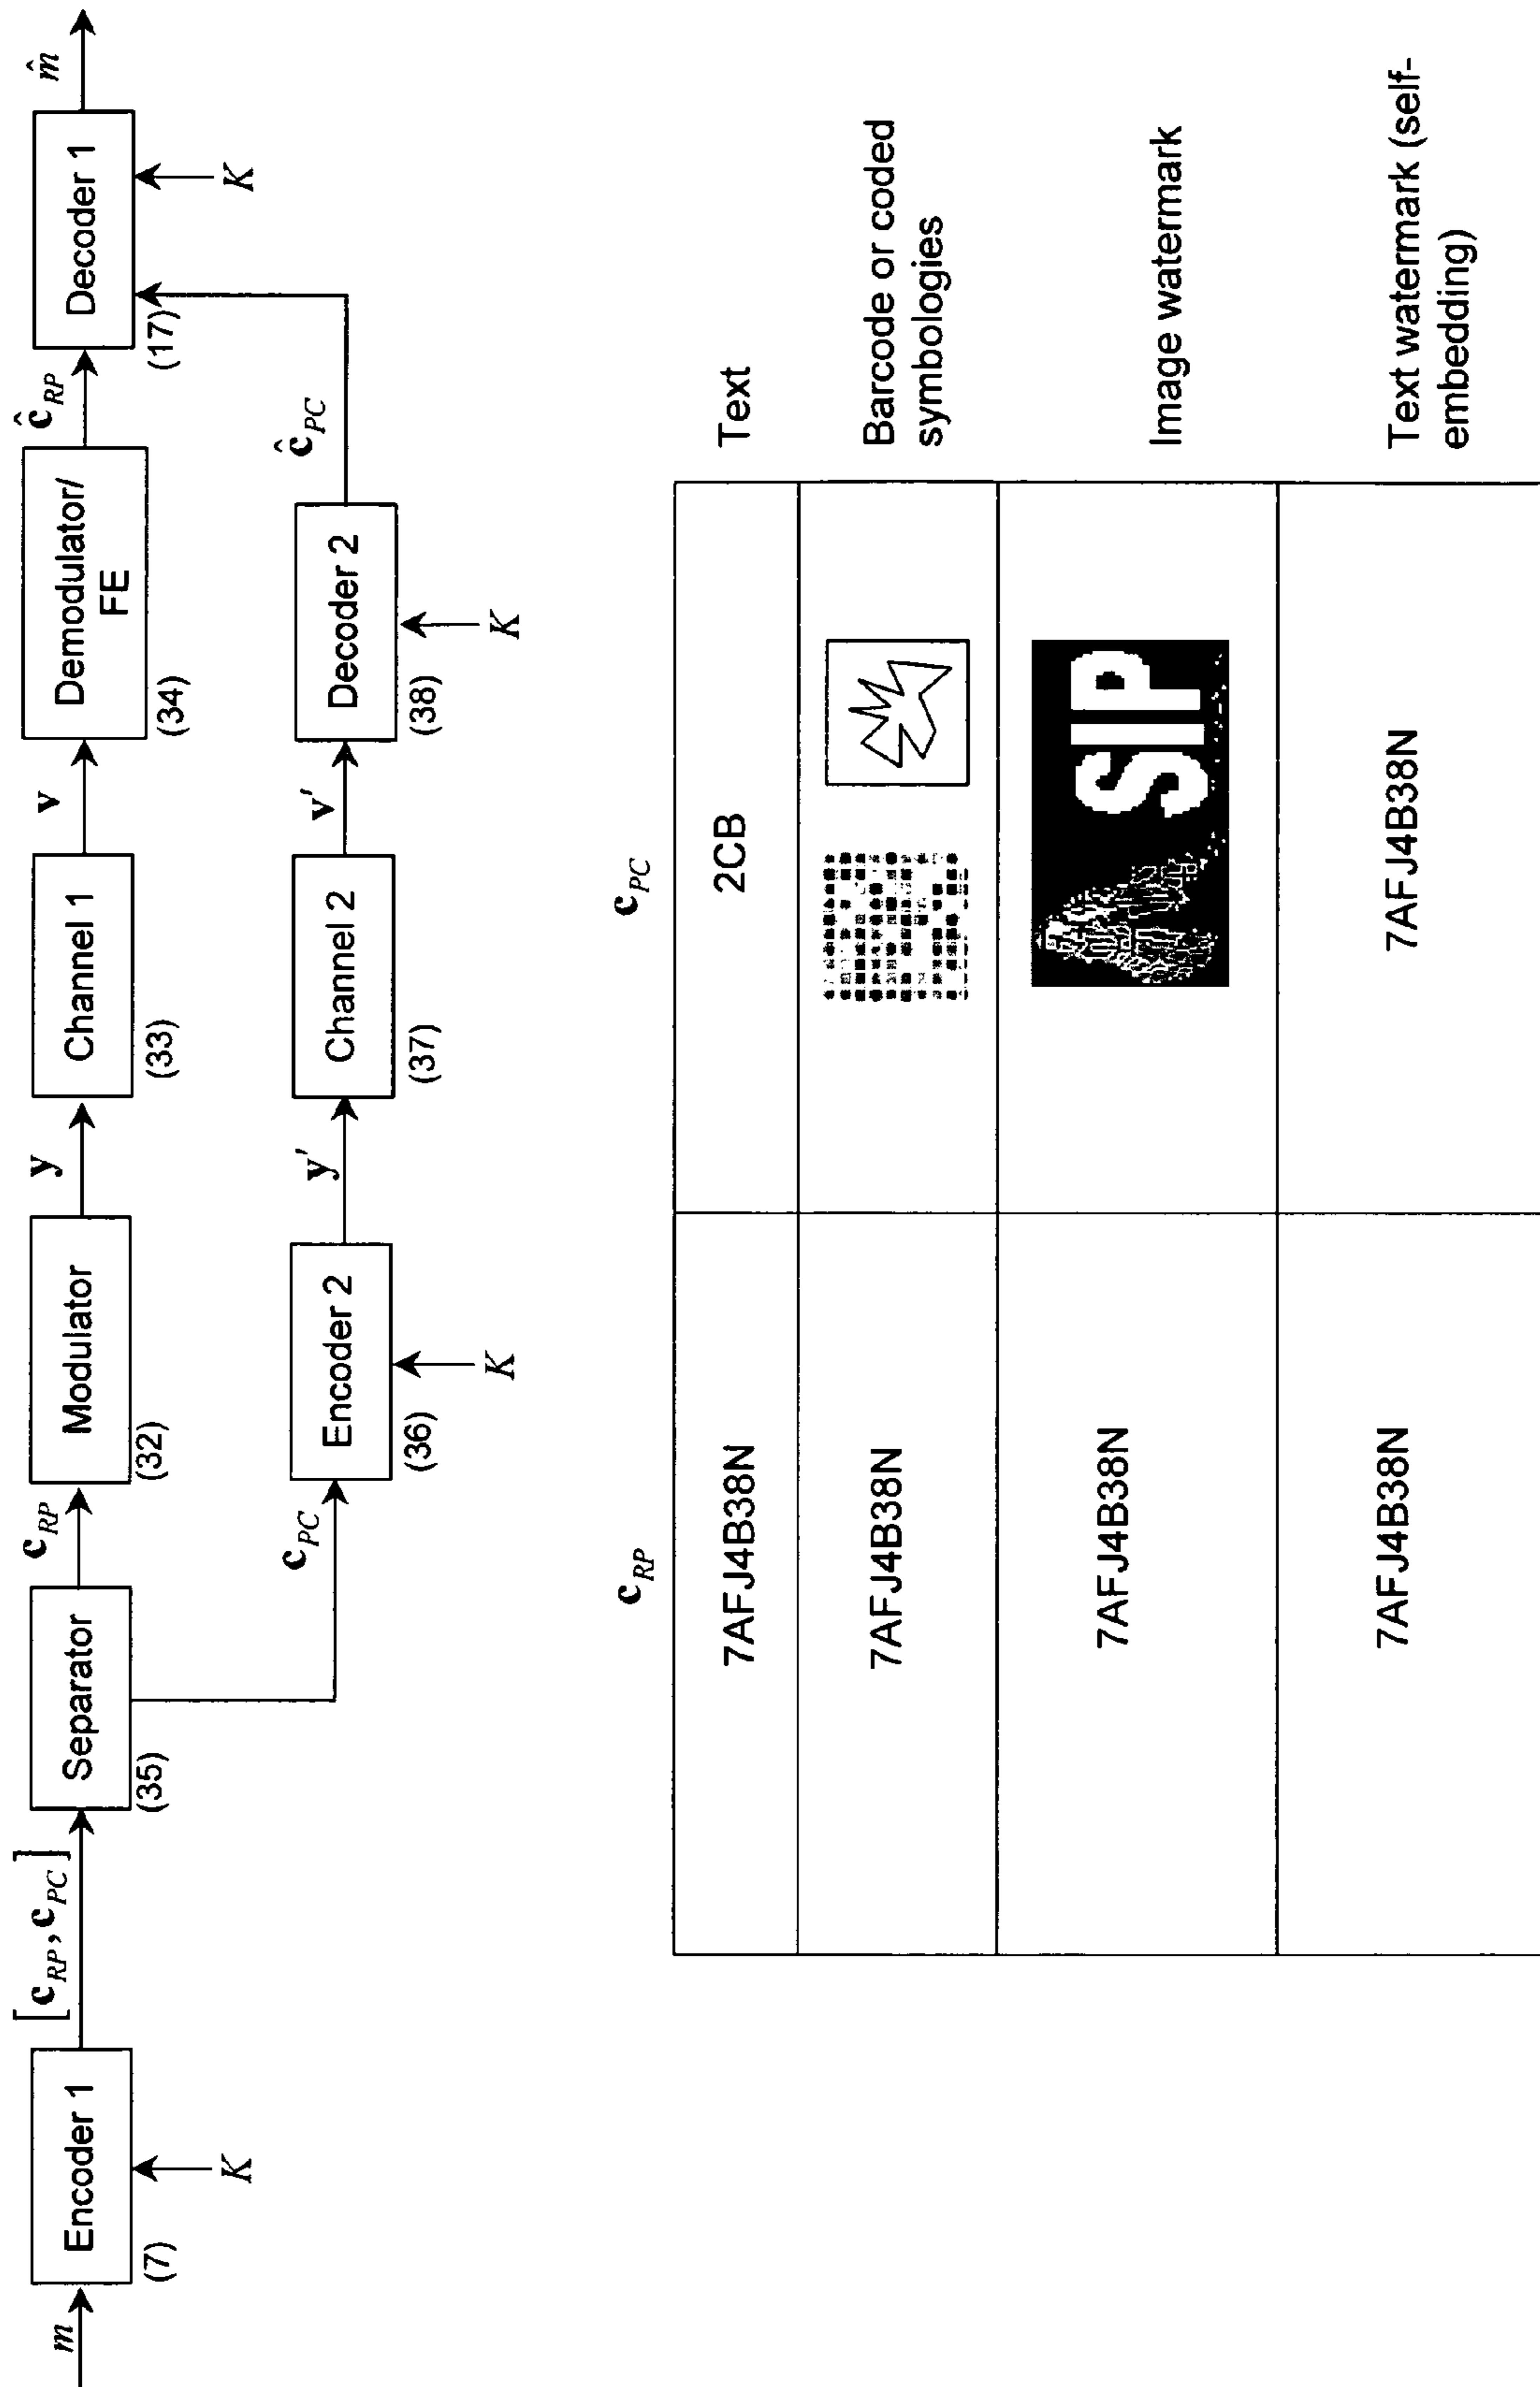 m
Encoder 1
(7)
K
[c_RP, c_PC]
Separator
(35)
c_RP
Modulator
(32)
y
Channel 1
(33)
v
Demodulator/
FE
(34)
ĉ_RP
Decoder 1
(17)
K
m̂
c_PC
Encoder 2
(36)
K
y′
Channel 2
(37)
v′
Decoder 2
(38)
K
ĉ_PC
c_RP c_PC
7AFJ4B38N 2CB Text
7AFJ4B38N Barcode or coded
symbologies
7AFJ4B38N SIP Image watermark
7AFJ4B38N 7AFJ4B38N Text watermark (self-
embedding)